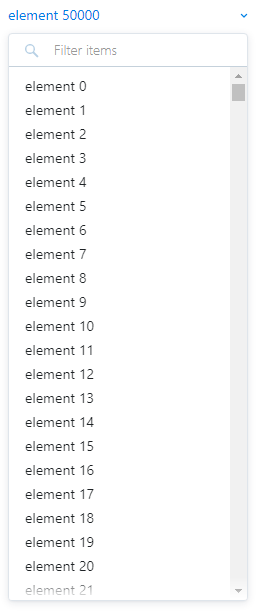 element 50000
Filter items
element 0
element 1
element 2
element 3
element 4
element 5
element 6
element 7
element 8
element 9
element 10
element 11
element 12
element 13
element 14
element 15
element 16
element 17
element 18
element 19
element 20
element 21